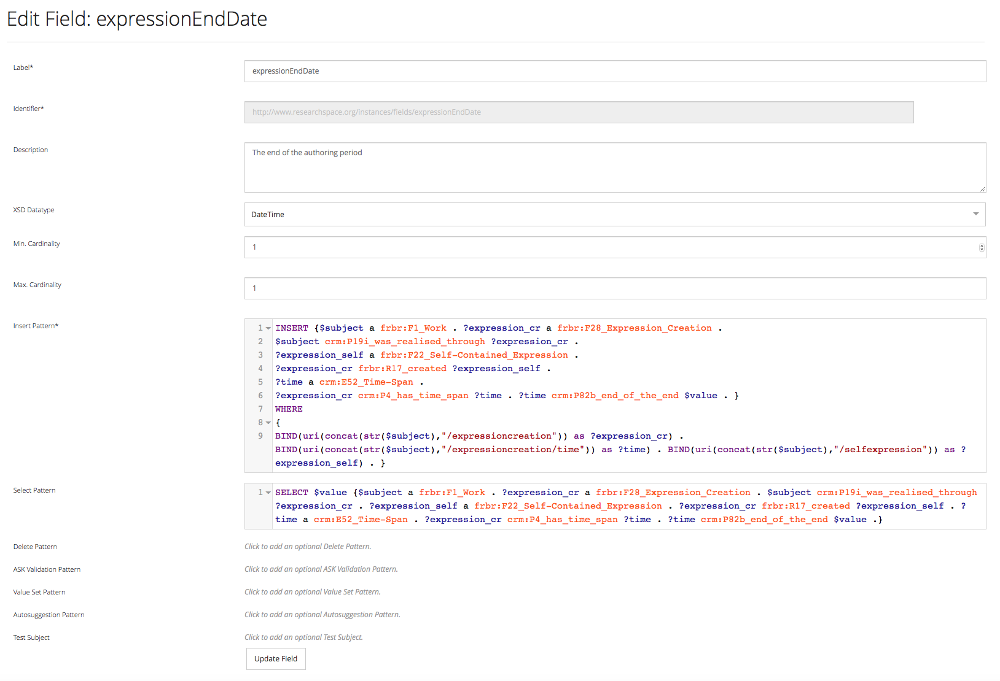 Edit Field: expressionEndDate
Label*
expressionEndDate
Identifier*
http://www.researchspace.org/instances/fields/expressionEndDate
Description
The end of the authoring period
XSD Datatype
DateTime
Min. Cardinality
1
Max. Cardinality
1
Insert Pattern*
1 INSERT {$subject a frbr:F1_Work . ?expression_cr a frbr:F28_Expression_Creation .
2 $subject crm:P19i_was_realised_through ?expression_cr .
3 ?expression_self a frbr:F22_Self-Contained_Expression .
4 ?expression_cr frbr:R17_created ?expression_self .
5 ?time a crm:E52_Time-Span .
6 ?expression_cr crm:P4_has_time_span ?time . ?time crm:P82b_end_of_the_end $value . }
7 WHERE
8 {
9 BIND(uri(concat(str($subject),"/expressioncreation")) as ?expression_cr) .
BIND(uri(concat(str($subject),"/expressioncreation/time")) as ?time) . BIND(uri(concat(str($subject),"/selfexpression")) as ?
expression_self) . }
Select Pattern
1 SELECT $value {$subject a frbr:F1_Work . ?expression_cr a frbr:F28_Expression_Creation . $subject crm:P19i_was_realised_through
?expression_cr . ?expression_self a frbr:F22_Self-Contained_Expression . ?expression_cr frbr:R17_created ?expression_self . ?
time a crm:E52_Time-Span . ?expression_cr crm:P4_has_time_span ?time . ?time crm:P82b_end_of_the_end $value .}
Delete Pattern
Click to add an optional Delete Pattern.
ASK Validation Pattern
Click to add an optional ASK Validation Pattern.
Value Set Pattern
Click to add an optional Value Set Pattern.
Autosuggestion Pattern
Click to add an optional Autosuggestion Pattern.
Test Subject
Click to add an optional Test Subject.
Update Field